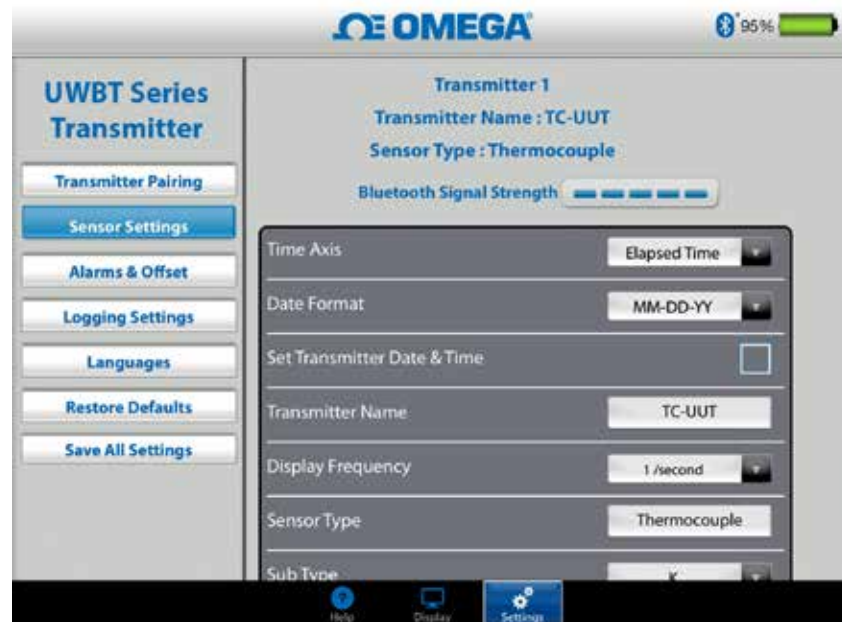 OMEGA
95%
UWBT Series
Transmitter
Transmitter Pairing
Sensor Settings
Alarms & Offset
Logging Settings
Languages
Restore Defaults
Save All Settings
Transmitter 1
Transmitter Name : TC-UUT
Sensor Type : Thermocouple
Bluetooth Signal Strength
Time Axis Elapsed Time
Date Format MM-DD-YY
Set Transmitter Date & Time
Transmitter Name TC-UUT
Display Frequency 1 /second
Sensor Type Thermocouple
Sub Type K
Help Display Settings